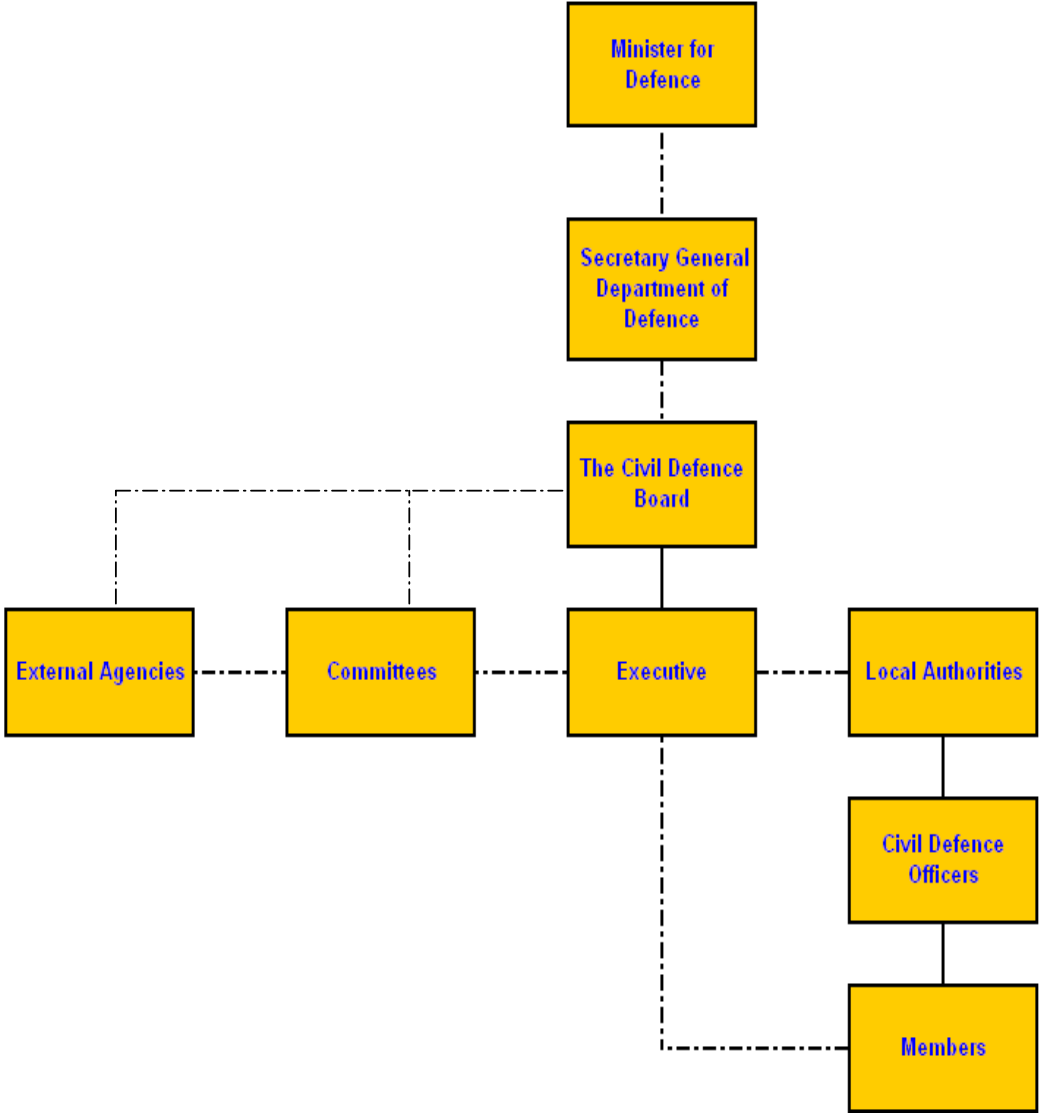 Minister for
Defence
Secretary General
Department of
Defence
The Civil Defence
Board
External Agencies
Committees
Executive
Local Authorities
Civil Defence
Officers
Members